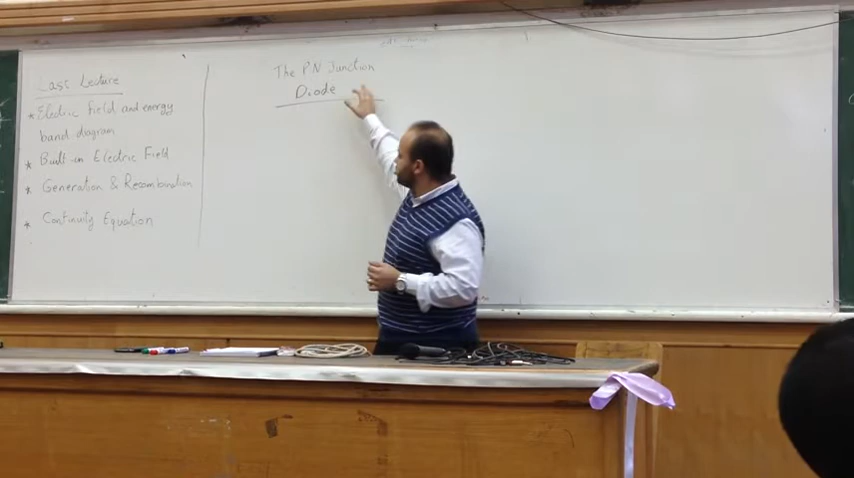 Last Lecture
* Electric Field and energy
band diagram
* Built-in Electric Field
* Generation & Recombination
* Continuity Equation
The PN Junction
Diode